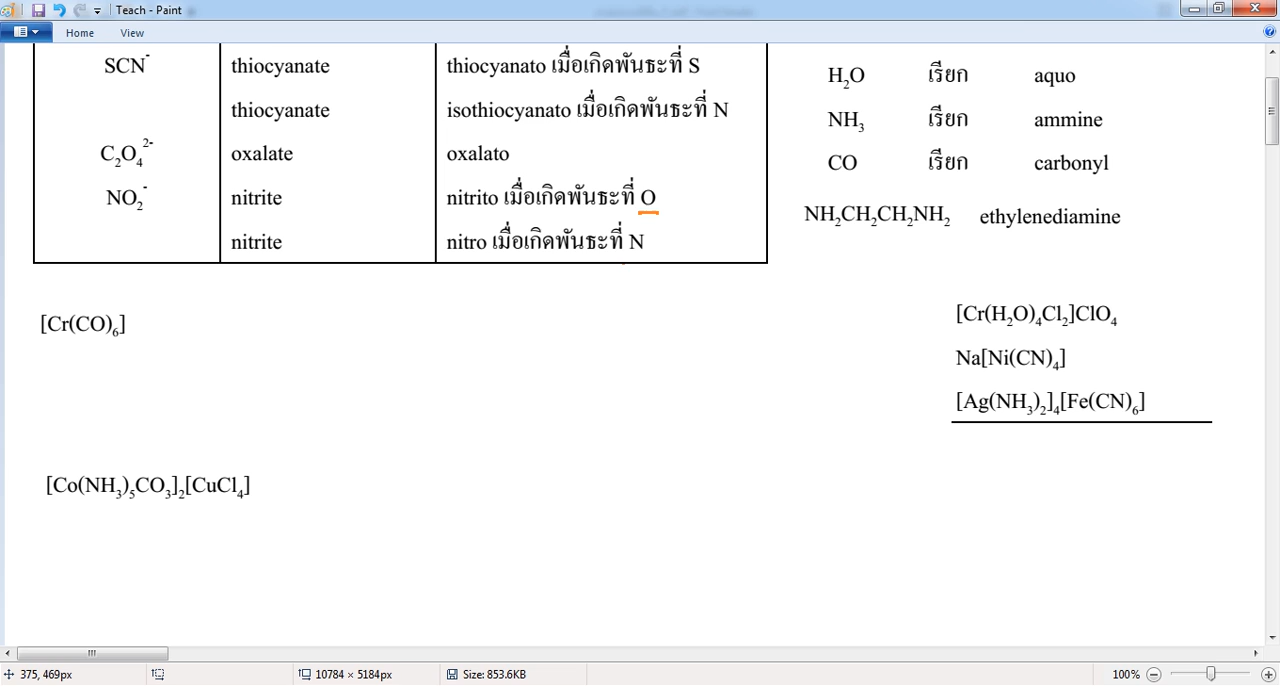 Teach - Paint
Home View
SCN⁻ thiocyanate thiocyanato เมื่อเกิดพันธะที่ S
thiocyanate isothiocyanato เมื่อเกิดพันธะที่ N
C₂O₄²⁻ oxalate oxalato
NO₂⁻ nitrite nitrito เมื่อเกิดพันธะที่ O
nitrite nitro เมื่อเกิดพันธะที่ N
H₂O เรียก aquo
NH₃ เรียก ammine
CO เรียก carbonyl
NH₂CH₂CH₂NH₂ ethylenediamine
[Cr(CO)₆]
[Co(NH₃)₅CO₃]₂[CuCl₄]
[Cr(H₂O)₄Cl₂]ClO₄
Na[Ni(CN)₄]
[Ag(NH₃)₂]₄[Fe(CN)₆]
375, 469px 10784 × 5184px Size: 853.6KB 100%